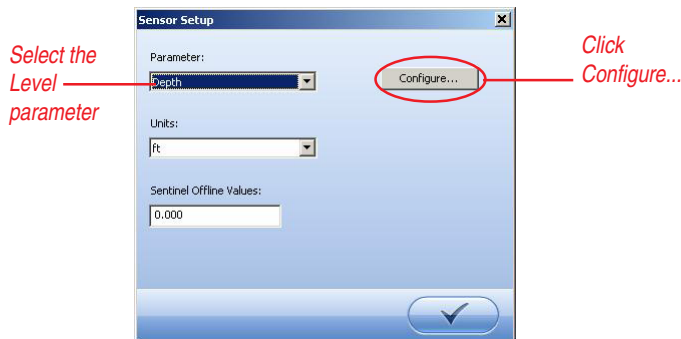 Sensor Setup
Select the
Level
parameter
Parameter:
Depth
Configure...
Click
Configure...
Units:
ft
Sentinel Offline Values:
0.000